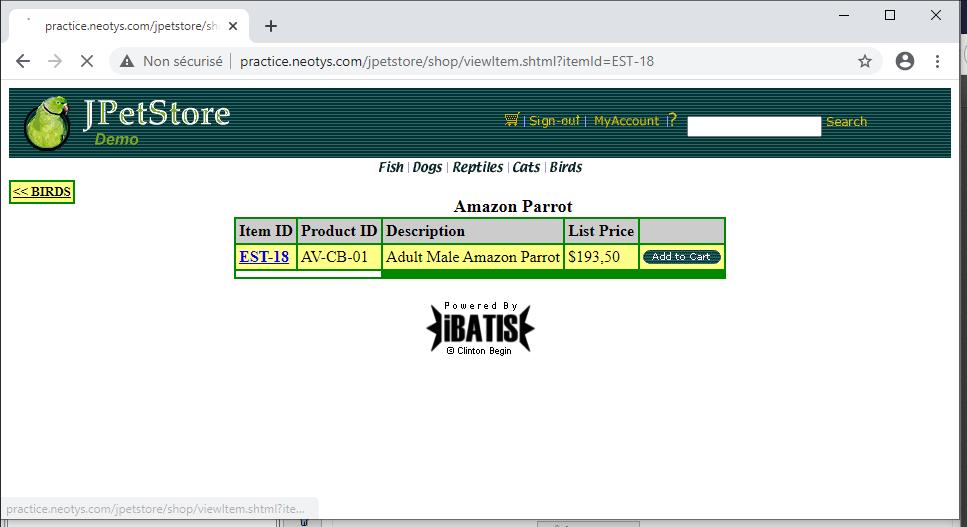 practice.neotys.com/jpetstore/sh
Non sécurisé | practice.neotys.com/jpetstore/shop/viewItem.shtml?itemId=EST-18
JPetStore
Demo
| Sign-out | MyAccount | ?
Search
Fish | Dogs | Reptiles | Cats | Birds
<< BIRDS
Amazon Parrot
Item ID Product ID Description List Price
EST-18 AV-CB-01 Adult Male Amazon Parrot $193,50 Add to Cart
Powered By
iBATIS
© Clinton Begin
practice.neotys.com/jpetstore/shop/viewItem.shtml?ite...